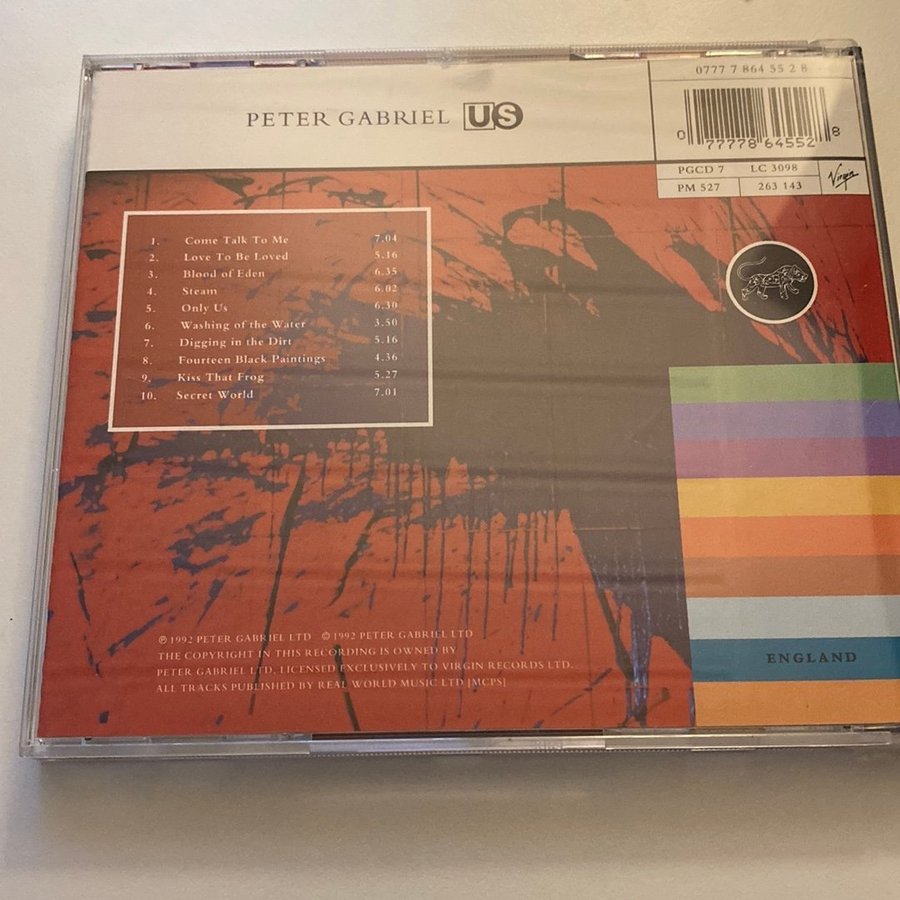 0777 7 864 55 2 8
PETER GABRIEL US
0 77778 64552 8
PGCD 7 LC 3098
PM 527 263 143
Virgin
1. Come Talk To Me 7.04
2. Love To Be Loved 5.16
3. Blood of Eden 6.35
4. Steam 6.02
5. Only Us 6.30
6. Washing of the Water 3.50
7. Digging in the Dirt 5.16
8. Fourteen Black Paintings 4.36
9. Kiss That Frog 5.27
10. Secret World 7.01
℗ 1992 PETER GABRIEL LTD © 1992 PETER GABRIEL LTD
THE COPYRIGHT IN THIS RECORDING IS OWNED BY
PETER GABRIEL LTD, LICENSED EXCLUSIVELY TO VIRGIN RECORDS LTD.
ALL TRACKS PUBLISHED BY REAL WORLD MUSIC LTD [MCPS]
ENGLAND